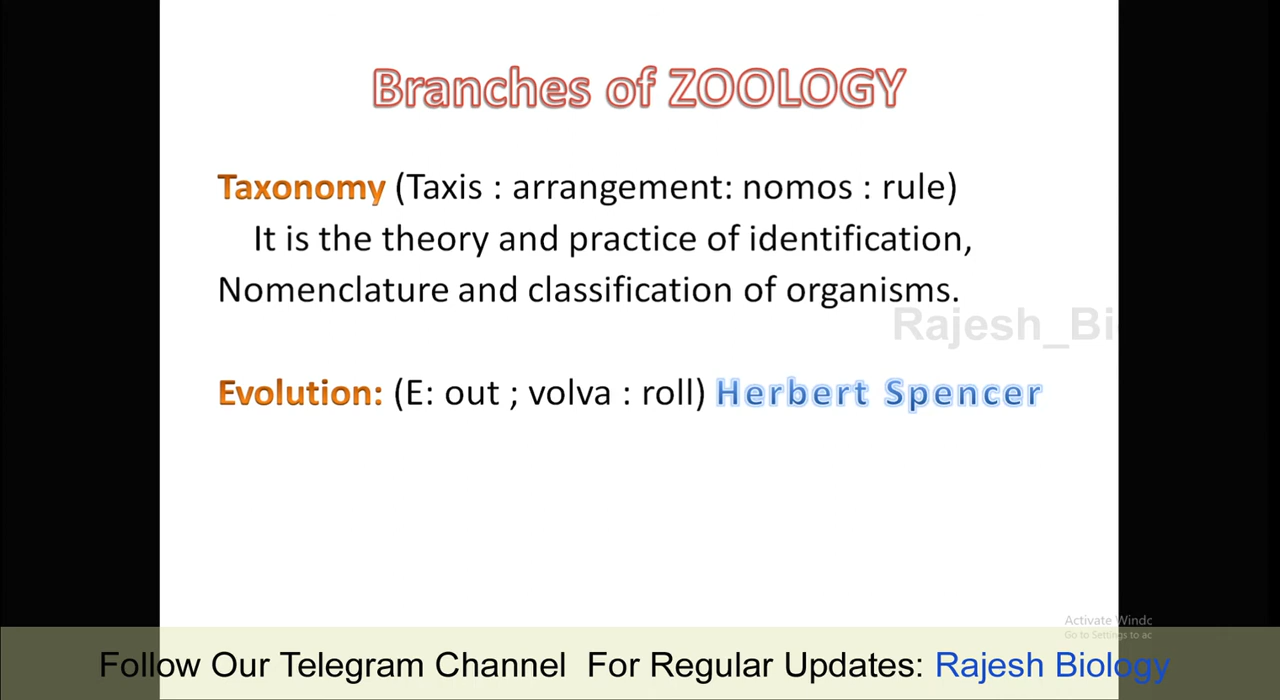 Branches of ZOOLOGY
Taxonomy (Taxis : arrangement: nomos : rule)
It is the theory and practice of identification,
Nomenclature and classification of organisms.
Rajesh_Bi
Evolution: (E: out ; volva : roll) Herbert Spencer
Activate Windc
Go to Settings to ac
Follow Our Telegram Channel For Regular Updates: Rajesh Biology